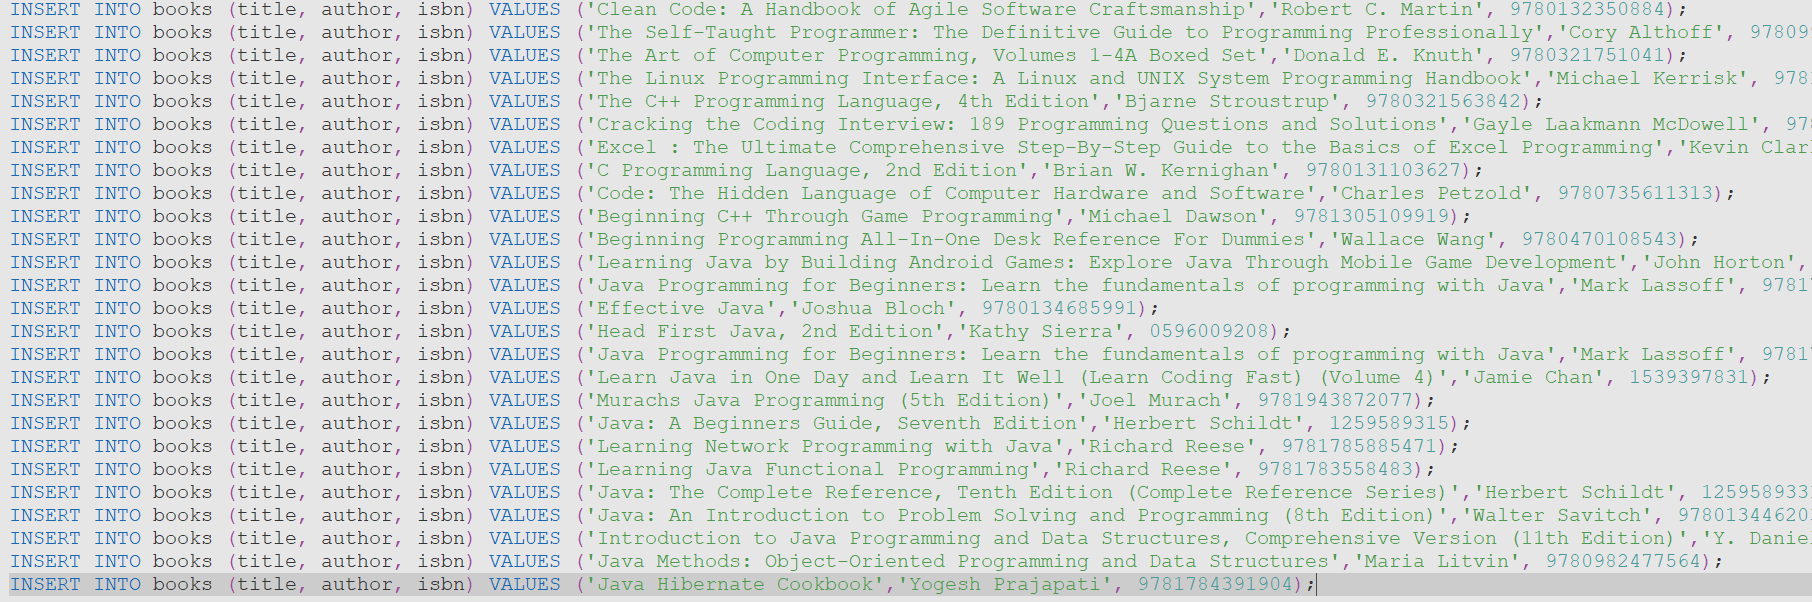 INSERT INTO books (title, author, isbn) VALUES ('Clean Code: A Handbook of Agile Software Craftsmanship','Robert C. Martin', 9780132350884);
INSERT INTO books (title, author, isbn) VALUES ('The Self-Taught Programmer: The Definitive Guide to Programming Professionally','Cory Althoff', 97809
INSERT INTO books (title, author, isbn) VALUES ('The Art of Computer Programming, Volumes 1-4A Boxed Set','Donald E. Knuth', 9780321751041);
INSERT INTO books (title, author, isbn) VALUES ('The Linux Programming Interface: A Linux and UNIX System Programming Handbook','Michael Kerrisk', 978
INSERT INTO books (title, author, isbn) VALUES ('The C++ Programming Language, 4th Edition','Bjarne Stroustrup', 9780321563842);
INSERT INTO books (title, author, isbn) VALUES ('Cracking the Coding Interview: 189 Programming Questions and Solutions','Gayle Laakmann McDowell', 97
INSERT INTO books (title, author, isbn) VALUES ('Excel : The Ultimate Comprehensive Step-By-Step Guide to the Basics of Excel Programming','Kevin Clar
INSERT INTO books (title, author, isbn) VALUES ('C Programming Language, 2nd Edition','Brian W. Kernighan', 9780131103627);
INSERT INTO books (title, author, isbn) VALUES ('Code: The Hidden Language of Computer Hardware and Software','Charles Petzold', 9780735611313);
INSERT INTO books (title, author, isbn) VALUES ('Beginning C++ Through Game Programming','Michael Dawson', 9781305109919);
INSERT INTO books (title, author, isbn) VALUES ('Beginning Programming All-In-One Desk Reference For Dummies','Wallace Wang', 9780470108543);
INSERT INTO books (title, author, isbn) VALUES ('Learning Java by Building Android Games: Explore Java Through Mobile Game Development','John Horton',
INSERT INTO books (title, author, isbn) VALUES ('Java Programming for Beginners: Learn the fundamentals of programming with Java','Mark Lassoff', 9781
INSERT INTO books (title, author, isbn) VALUES ('Effective Java','Joshua Bloch', 9780134685991);
INSERT INTO books (title, author, isbn) VALUES ('Head First Java, 2nd Edition','Kathy Sierra', 0596009208);
INSERT INTO books (title, author, isbn) VALUES ('Java Programming for Beginners: Learn the fundamentals of programming with Java','Mark Lassoff', 9781
INSERT INTO books (title, author, isbn) VALUES ('Learn Java in One Day and Learn It Well (Learn Coding Fast) (Volume 4)','Jamie Chan', 1539397831);
INSERT INTO books (title, author, isbn) VALUES ('Murachs Java Programming (5th Edition)','Joel Murach', 9781943872077);
INSERT INTO books (title, author, isbn) VALUES ('Java: A Beginners Guide, Seventh Edition','Herbert Schildt', 1259589315);
INSERT INTO books (title, author, isbn) VALUES ('Learning Network Programming with Java','Richard Reese', 9781785885471);
INSERT INTO books (title, author, isbn) VALUES ('Learning Java Functional Programming','Richard Reese', 9781783558483);
INSERT INTO books (title, author, isbn) VALUES ('Java: The Complete Reference, Tenth Edition (Complete Reference Series)','Herbert Schildt', 125958933
INSERT INTO books (title, author, isbn) VALUES ('Java: An Introduction to Problem Solving and Programming (8th Edition)','Walter Savitch', 97801344620
INSERT INTO books (title, author, isbn) VALUES ('Introduction to Java Programming and Data Structures, Comprehensive Version (11th Edition)','Y. Danie
INSERT INTO books (title, author, isbn) VALUES ('Java Methods: Object-Oriented Programming and Data Structures','Maria Litvin', 9780982477564);
INSERT INTO books (title, author, isbn) VALUES ('Java Hibernate Cookbook','Yogesh Prajapati', 9781784391904);